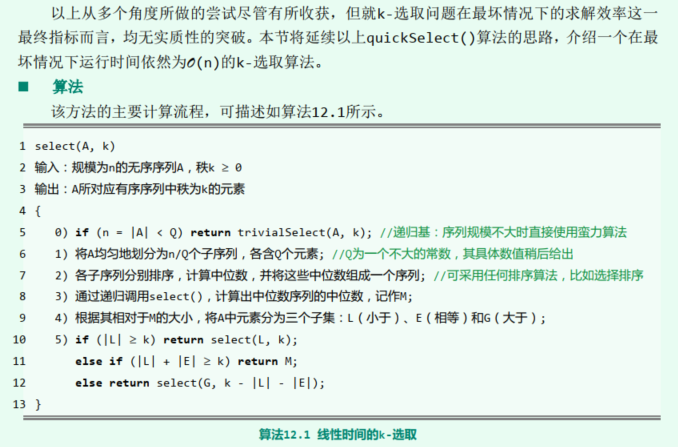 以上从多个角度所做的尝试尽管有所收获，但就k-选取问题在最坏情况下的求解效率这一
最终指标而言，均无实质性的突破。本节将延续以上quickSelect()算法的思路，介绍一个在最
坏情况下运行时间依然为O(n)的k-选取算法。
■ 算法
该方法的主要计算流程，可描述如算法12.1所示。
1 select(A, k)
2 输入：规模为n的无序序列A，秩k ≥ 0
3 输出：A所对应有序序列中秩为k的元素
4 {
5 0) if (n = |A| < Q) return trivialSelect(A, k); //递归基：序列规模不大时直接使用蛮力算法
6 1) 将A均匀地划分为n/Q个子序列，各含Q个元素; //Q为一个不大的常数，其具体数值稍后给出
7 2) 各子序列分别排序，计算中位数，并将这些中位数组成一个序列; //可采用任何排序算法，比如选择排序
8 3) 通过递归调用select()，计算出中位数序列的中位数，记作M;
9 4) 根据其相对于M的大小，将A中元素分为三个子集：L（小于）、E（相等）和G（大于）;
10 5) if (|L| ≥ k) return select(L, k);
11 else if (|L| + |E| ≥ k) return M;
12 else return select(G, k - |L| - |E|);
13 }
算法12.1 线性时间的k-选取